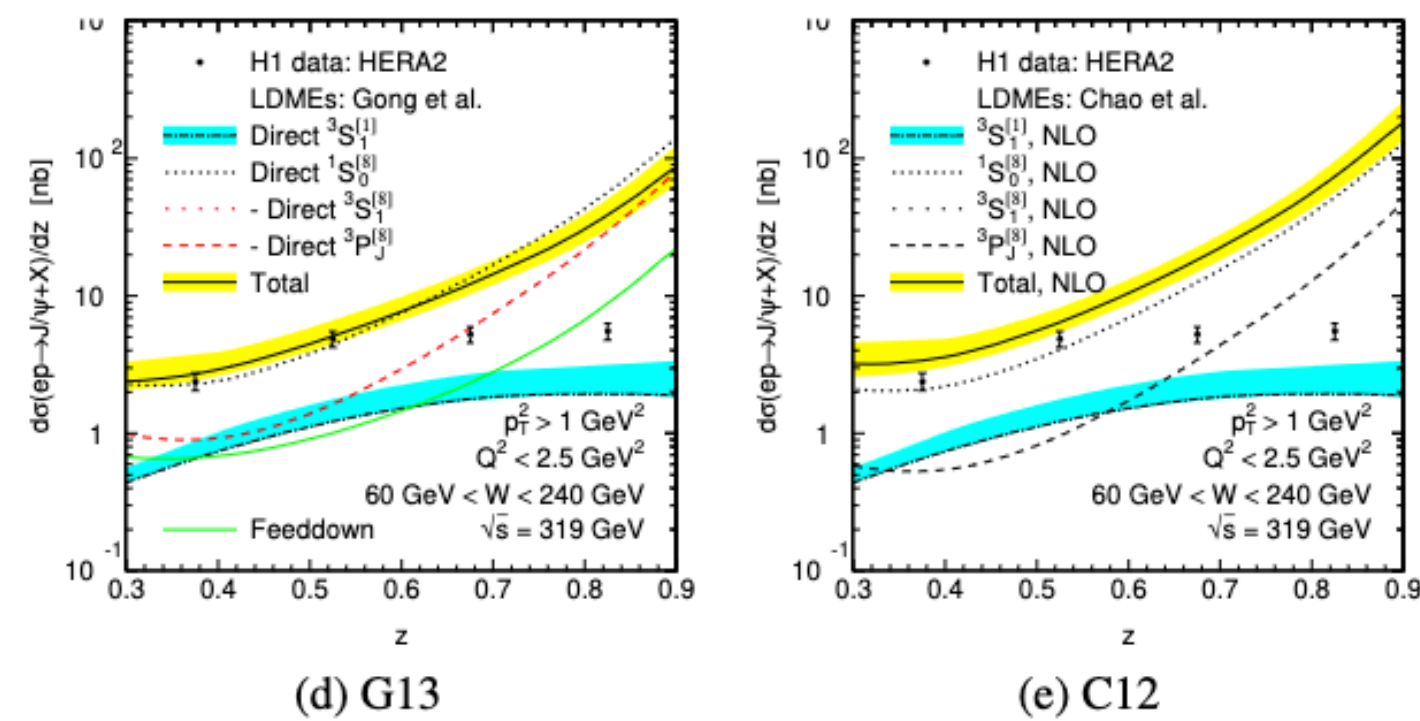 10
H1 data: HERA2
LDMEs: Gong et al.
Direct ³S₁^[1]
Direct ¹S₀^[8]
- Direct ³S₁^[8]
- Direct ³P_J^[8]
Total
10²
10
1
10⁻¹
dσ(ep→J/ψ+X)/dz [nb]
p_T² > 1 GeV²
Q² < 2.5 GeV²
60 GeV < W < 240 GeV
Feeddown
√s = 319 GeV
0.3 0.4 0.5 0.6 0.7 0.8 0.9
z
(d) G13
10
H1 data: HERA2
LDMEs: Chao et al.
³S₁^[1], NLO
¹S₀^[8], NLO
³S₁^[8], NLO
³P_J^[8], NLO
Total, NLO
10²
10
1
10⁻¹
dσ(ep→J/ψ+X)/dz [nb]
p_T² > 1 GeV²
Q² < 2.5 GeV²
60 GeV < W < 240 GeV
√s = 319 GeV
0.3 0.4 0.5 0.6 0.7 0.8 0.9
z
(e) C12